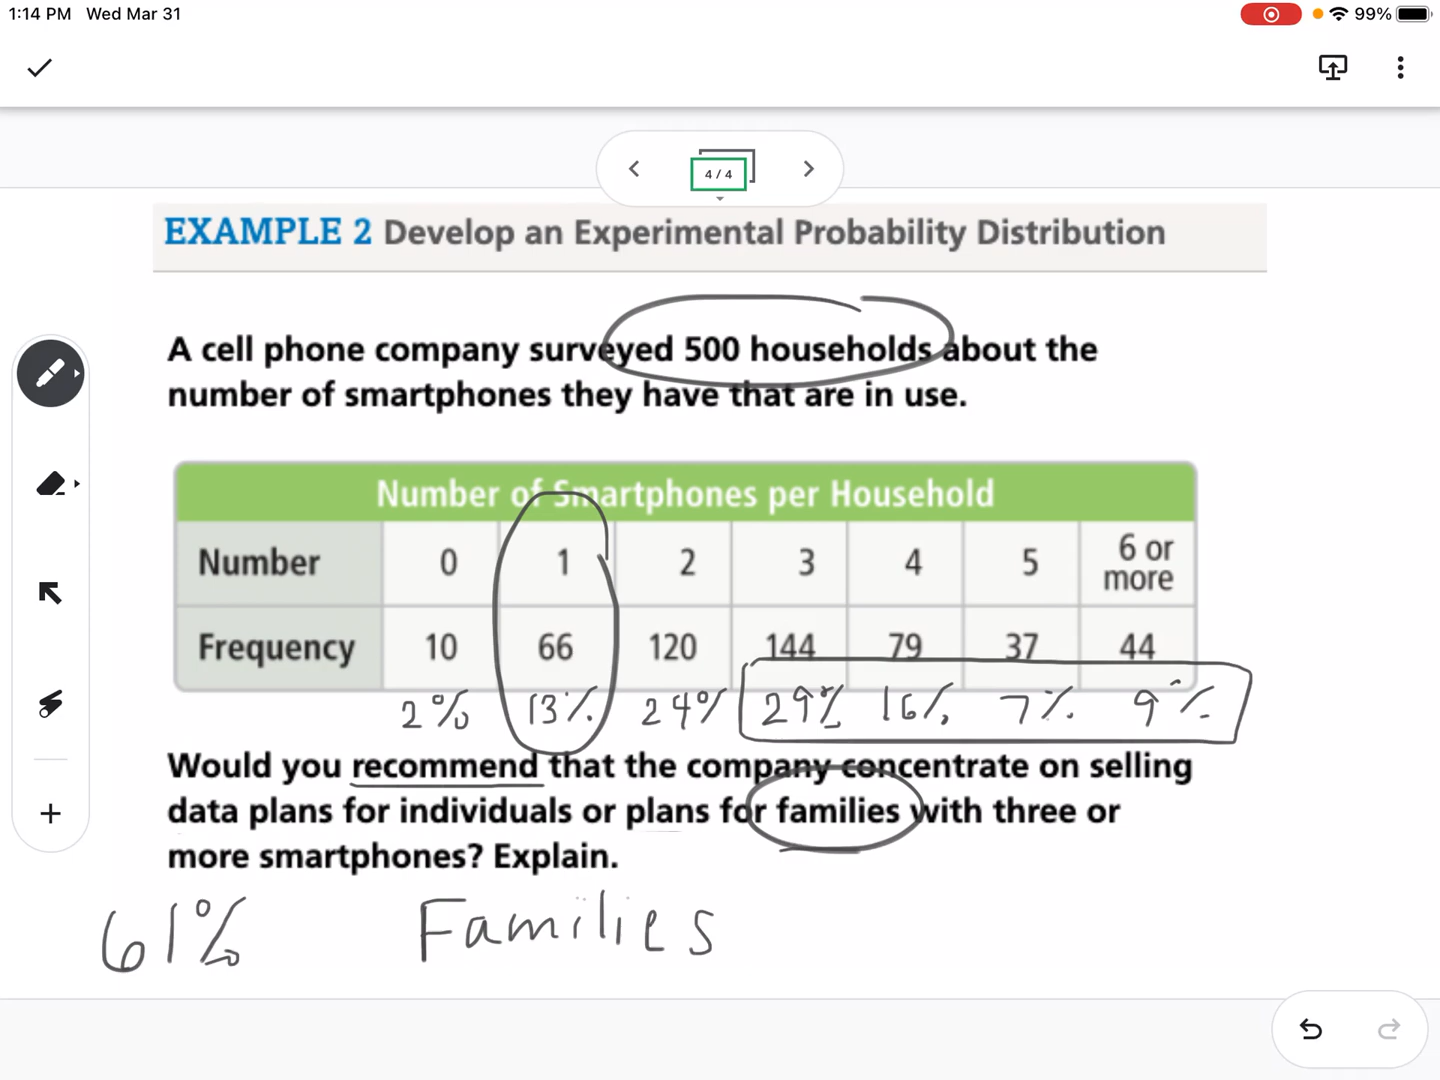 1:14 PM Wed Mar 31 99%
4 / 4
EXAMPLE 2 Develop an Experimental Probability Distribution
A cell phone company surveyed 500 households about the
number of smartphones they have that are in use.
Number of Smartphones per Household
Number 0 1 2 3 4 5 6 or more
Frequency 10 66 120 144 79 37 44
2% 13% 24% 29% 16% 7% 9%
Would you recommend that the company concentrate on selling
data plans for individuals or plans for families with three or
more smartphones? Explain.
61% Families